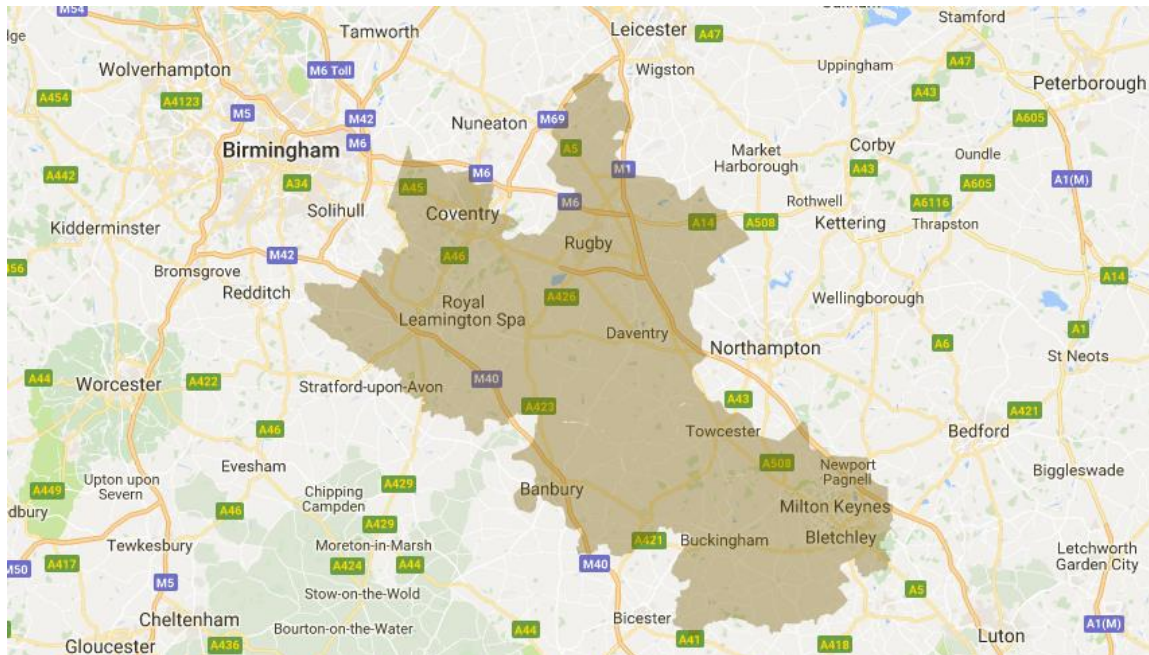 M54
Tamworth
Leicester
A47
Stamford
Wolverhampton
M6 Toll
Wigston
Uppingham
A47
Peterborough
A454
A4123
M5
M42
Nuneaton
M69
A43
A605
Birmingham
M6
A5
M1
Market
Harborough
Corby
Oundle
A442
A34
A45
M6
M6
A43
A605
A1(M)
Solihull
Coventry
Rothwell
A6116
Kidderminster
Rugby
A14
A508
Kettering
Thrapston
A456
Bromsgrove
M42
A46
A14
Redditch
Royal
Leamington Spa
A426
Wellingborough
Daventry
Northampton
A6
A1
St Neots
A44
Worcester
A422
Stratford-upon-Avon
M40
A423
A43
A421
A46
Towcester
Bedford
Evesham
A508
Newport
Pagnell
Biggleswade
A449
Upton upon
Severn
Chipping
Campden
A429
Banbury
Milton Keynes
A46
A429
A421
Buckingham
Bletchley
Tewkesbury
Moreton-in-Marsh
Letchworth
Garden City
M50
A417
M5
A424
A44
M40
A5
Stow-on-the-Wold
Cheltenham
Bicester
A1(M)
Gloucester
A436
Bourton-on-the-Water
A44
A41
A418
Luton